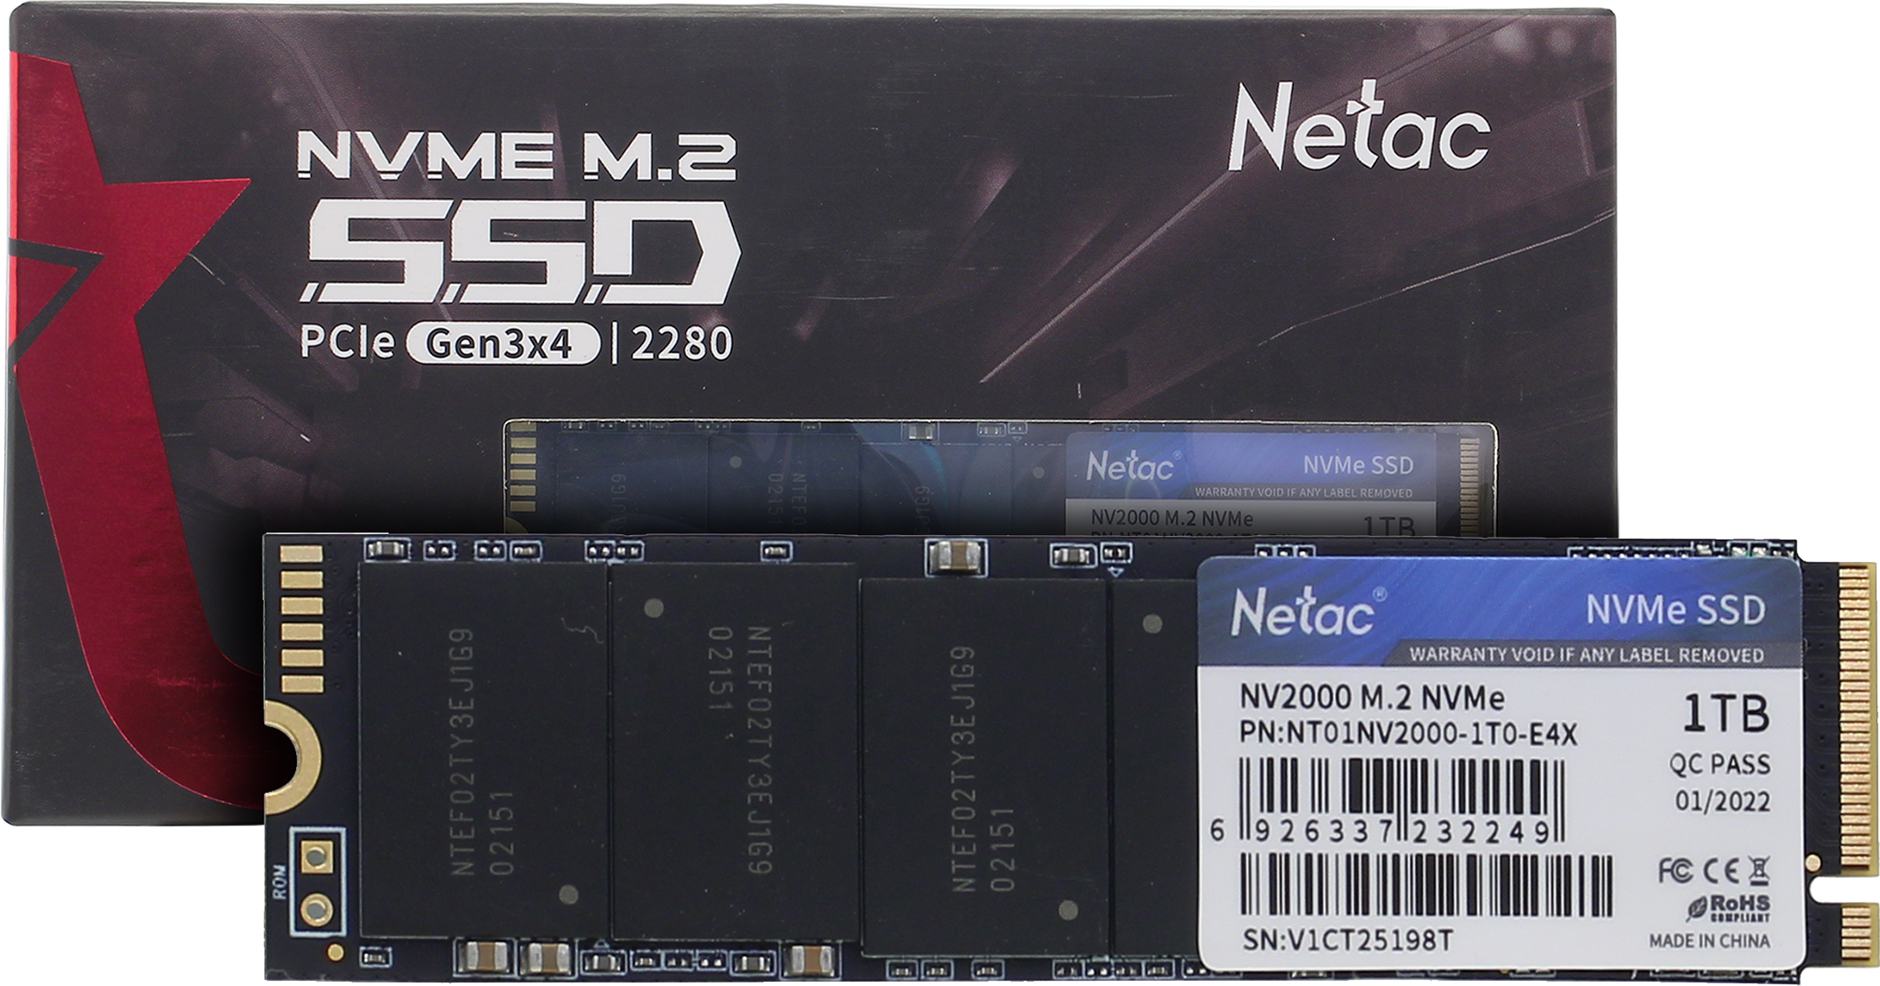 NVME M.2
SSD
PCIe Gen3x4 | 2280
Netac
Netac®
NVMe SSD
WARRANTY VOID IF ANY LABEL REMOVED
NV2000 M.2 NVMe
1TB
NTEF02TY3EJ1G9
02151
NTEF02TY3EJ1G9
02151
NTEF02TY3EJ1G9
02151
ROM
Netac®
NVMe SSD
WARRANTY VOID IF ANY LABEL REMOVED
NV2000 M.2 NVMe
PN:NT01NV2000-1T0-E4X
1TB
QC PASS
01/2022
6 926337 232249
SN:V1CT25198T
FC CE
RoHS
COMPLIANT
MADE IN CHINA